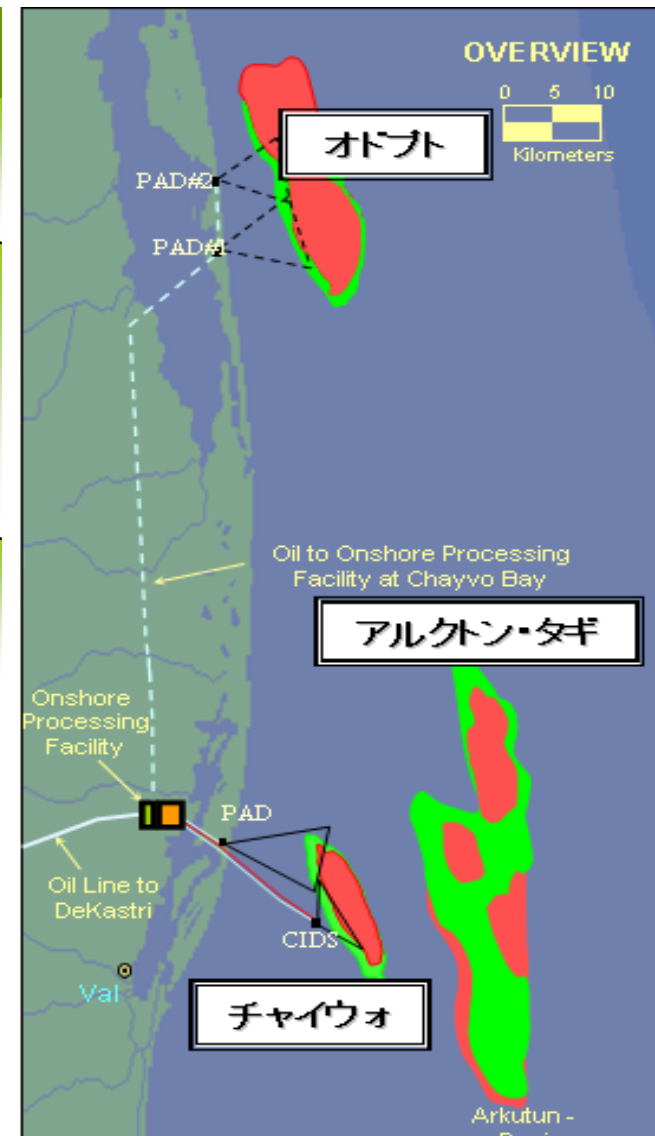 OVERVIEW
0 5 10
Kilometers
オドプト
PAD#2
PAD#1
Oil to Onshore Processing
Facility at Chayvo Bay
アルクトン・タギ
Onshore
Processing
Facility
PAD
Oil Line to
DeKastri
CIDS
Val
チャイウォ
Arkutun -